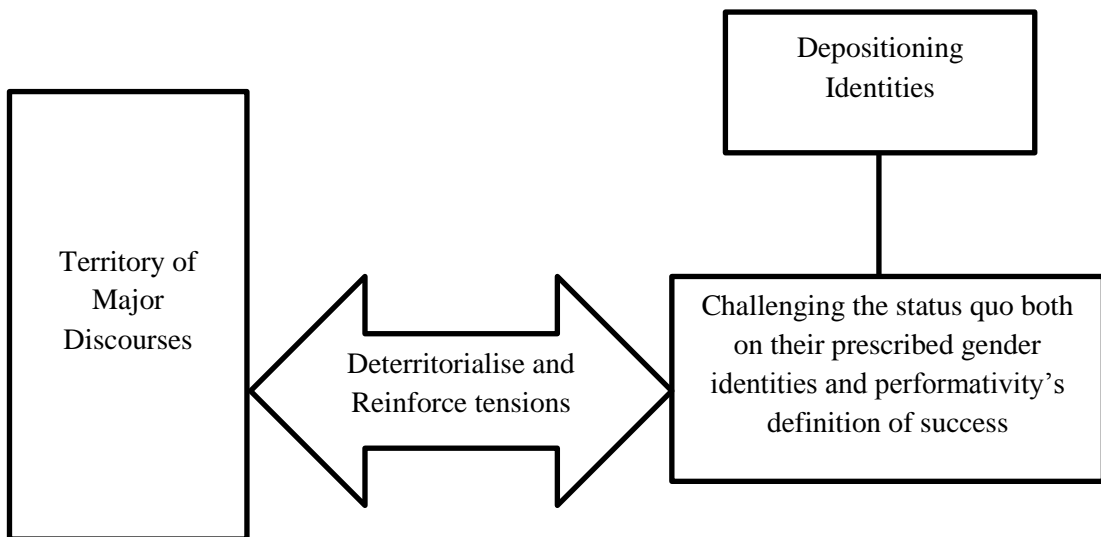 Depositioning
Identities
Territory of
Major
Discourses
Deterritorialise and
Reinforce tensions
Challenging the status quo both
on their prescribed gender
identities and performativity’s
definition of success